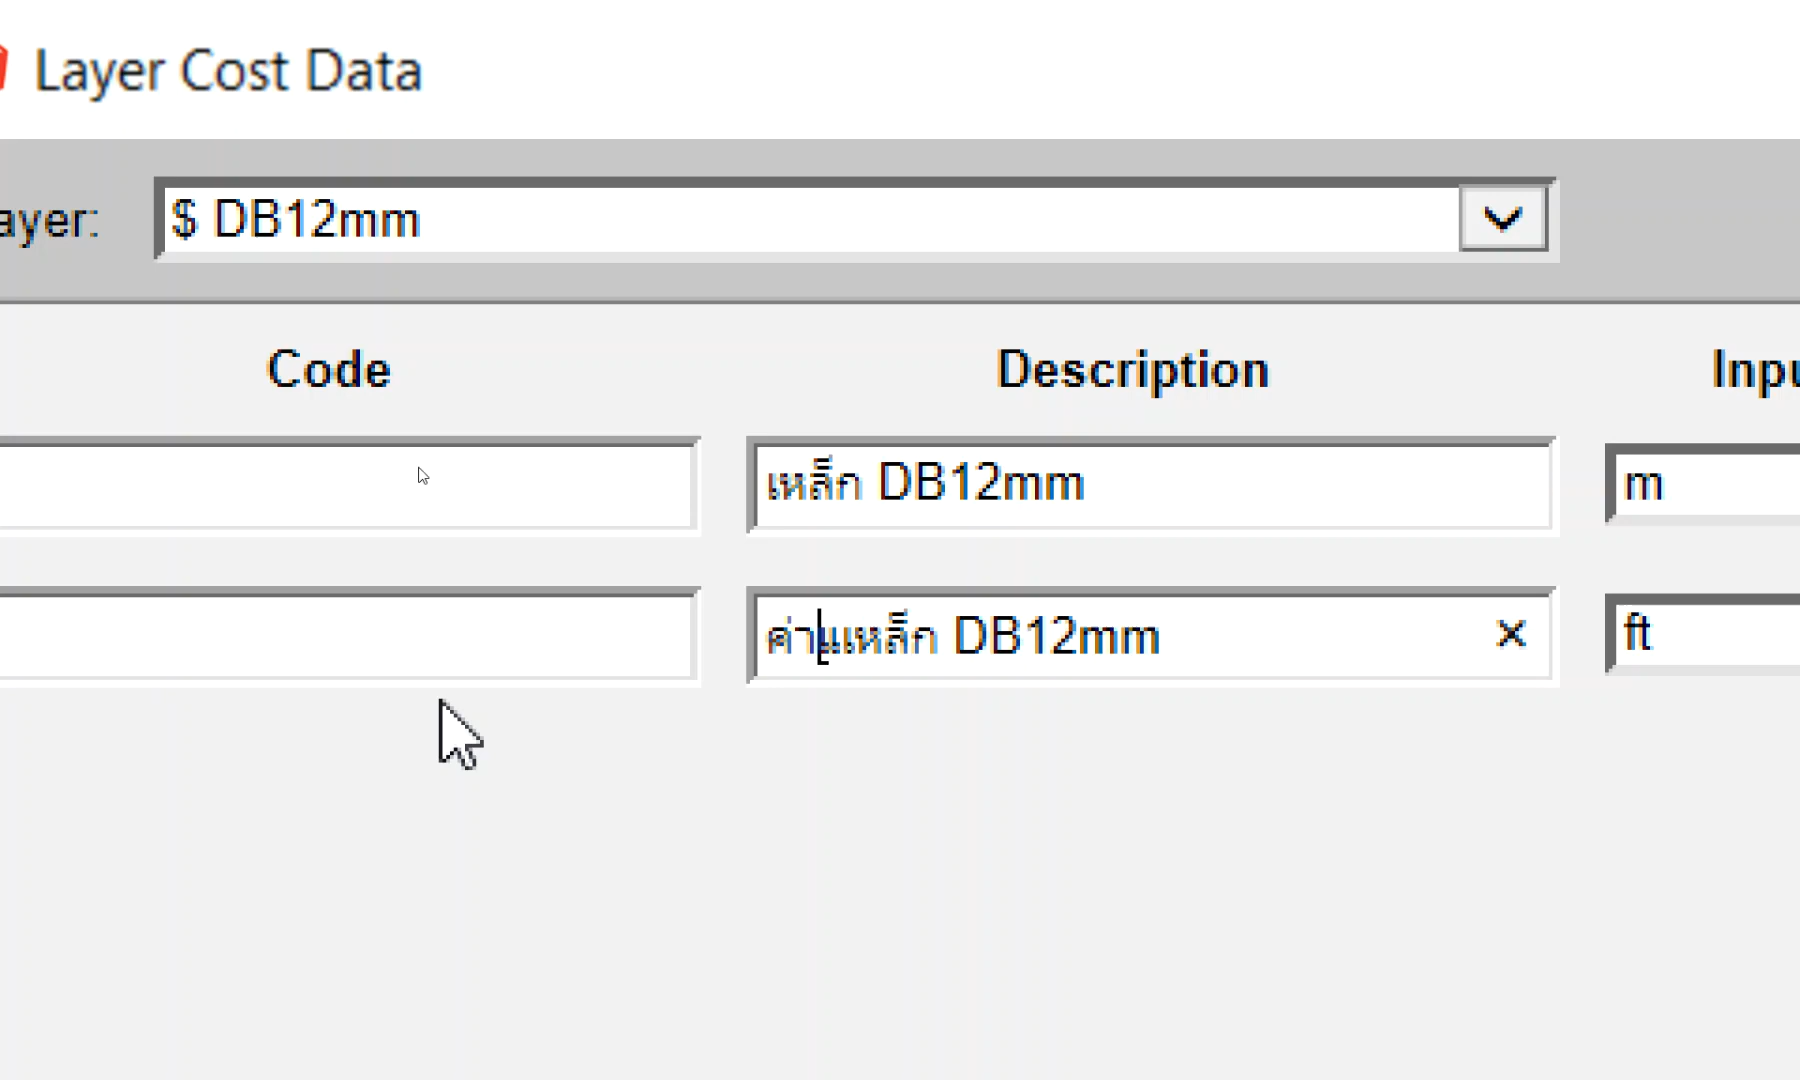 Layer Cost Data
ayer: $ DB12mm
Code Description Inpu
เหล็ก DB12mm m
ค่าแเหล็ก DB12mm ft